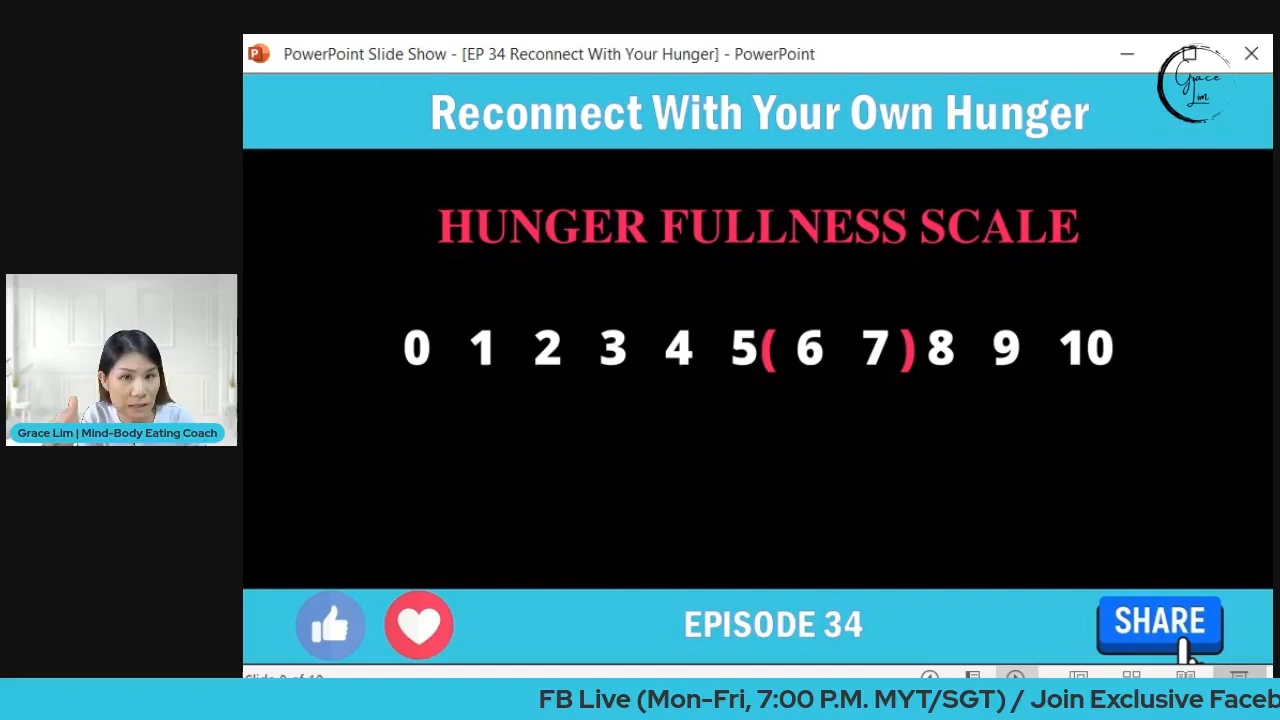 PowerPoint Slide Show - [EP 34 Reconnect With Your Hunger] - PowerPoint
Grace
Lim
Reconnect With Your Own Hunger
HUNGER FULLNESS SCALE
0 1 2 3 4 5( 6 7 ) 8 9 10
Grace Lim | Mind-Body Eating Coach
EPISODE 34
SHARE
FB Live (Mon-Fri, 7:00 P.M. MYT/SGT) / Join Exclusive Faceb